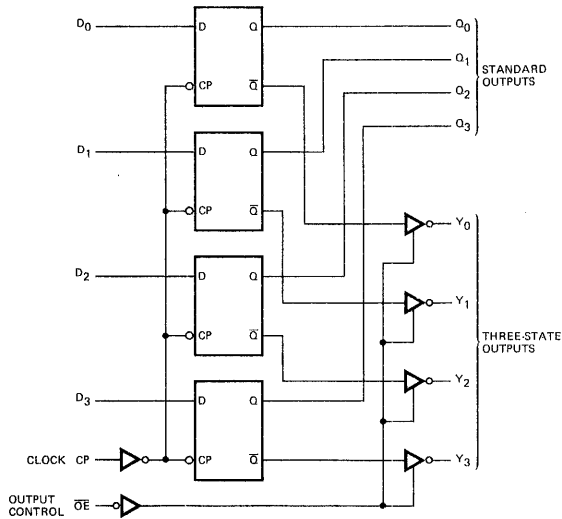 D0 D Q Q0
CP Q̅
Q1
STANDARD
OUTPUTS
Q2
Q3
D1 D Q
CP Q̅
Y0
D2 D Q
CP Q̅
Y1
THREE-STATE
OUTPUTS
Y2
D3 D Q
CP Q̅
Y3
CLOCK CP
OUTPUT
CONTROL O̅E̅